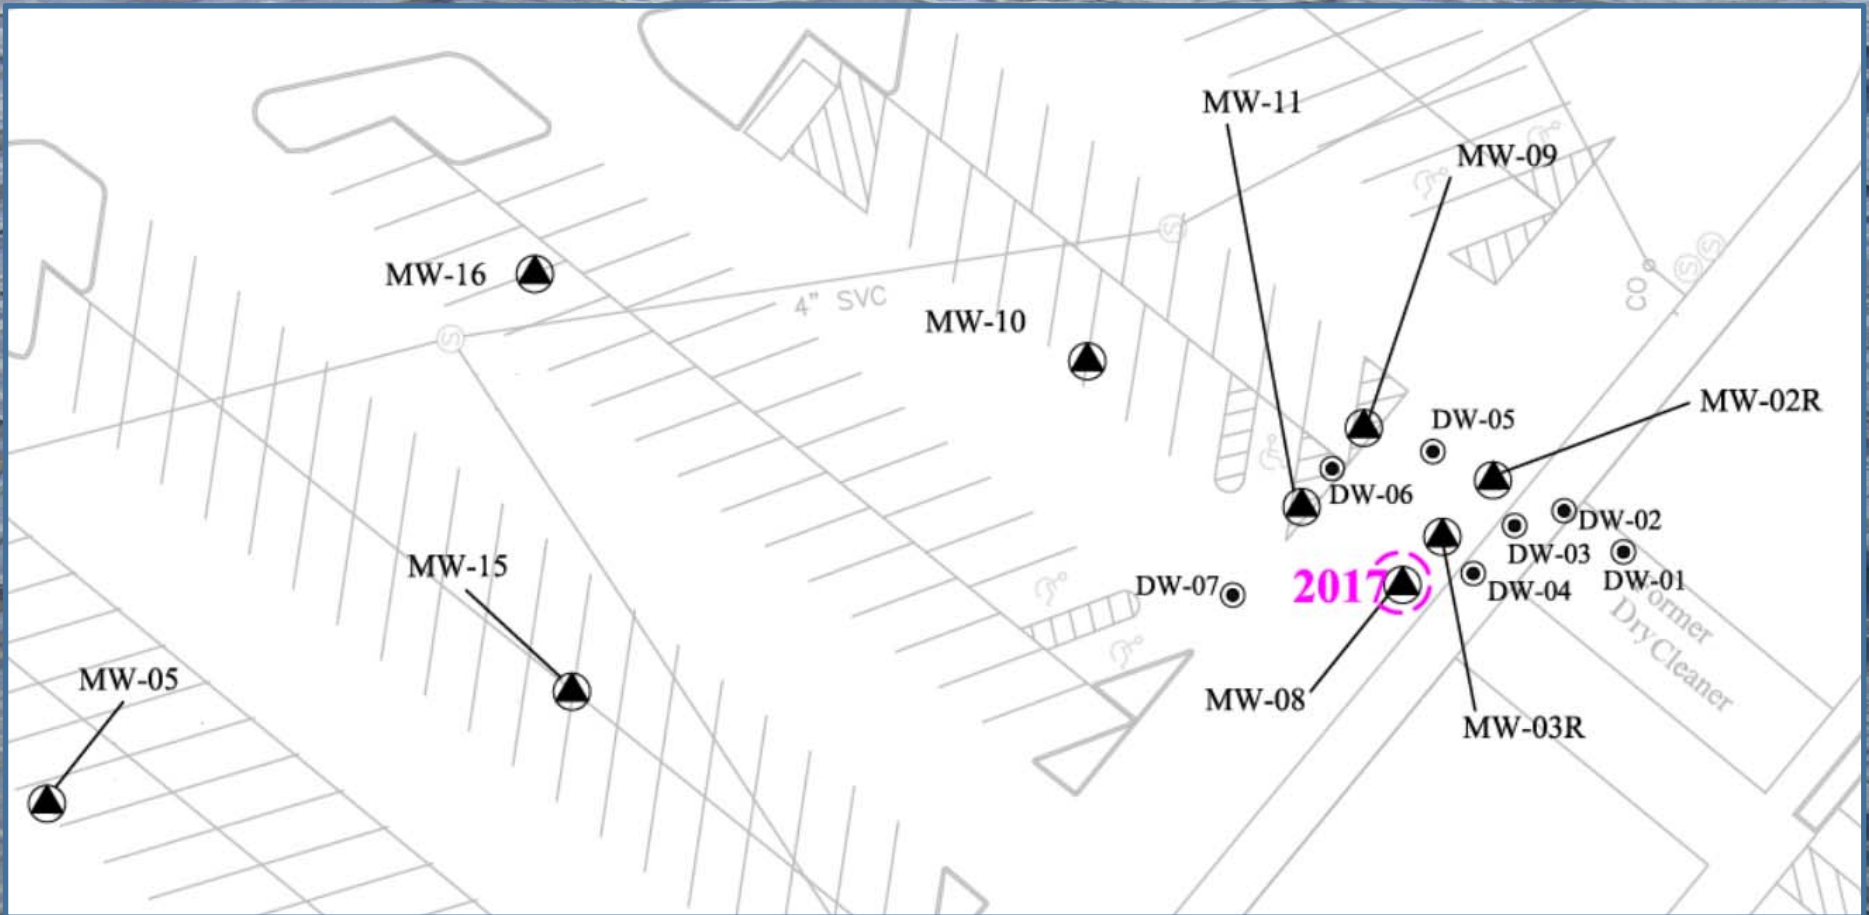 MW-11
MW-09
MW-16
4” SVC
MW-10
CO
S
S
S
S
MW-02R
DW-05
DW-06
DW-02
DW-03
DW-01
DW-04
MW-15
DW-07
2017
Former
Dry Cleaner
MW-05
MW-08
MW-03R